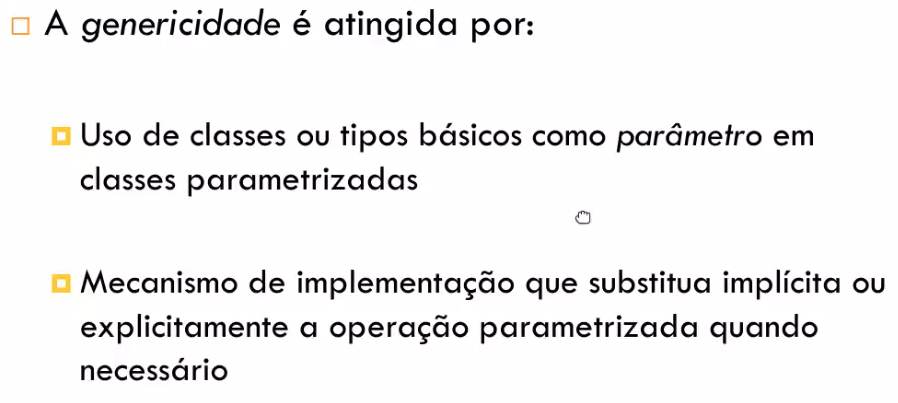 A genericidade é atingida por:
Uso de classes ou tipos básicos como parâmetro em
classes parametrizadas
Mecanismo de implementação que substitua implícita ou
explicitamente a operação parametrizada quando
necessário